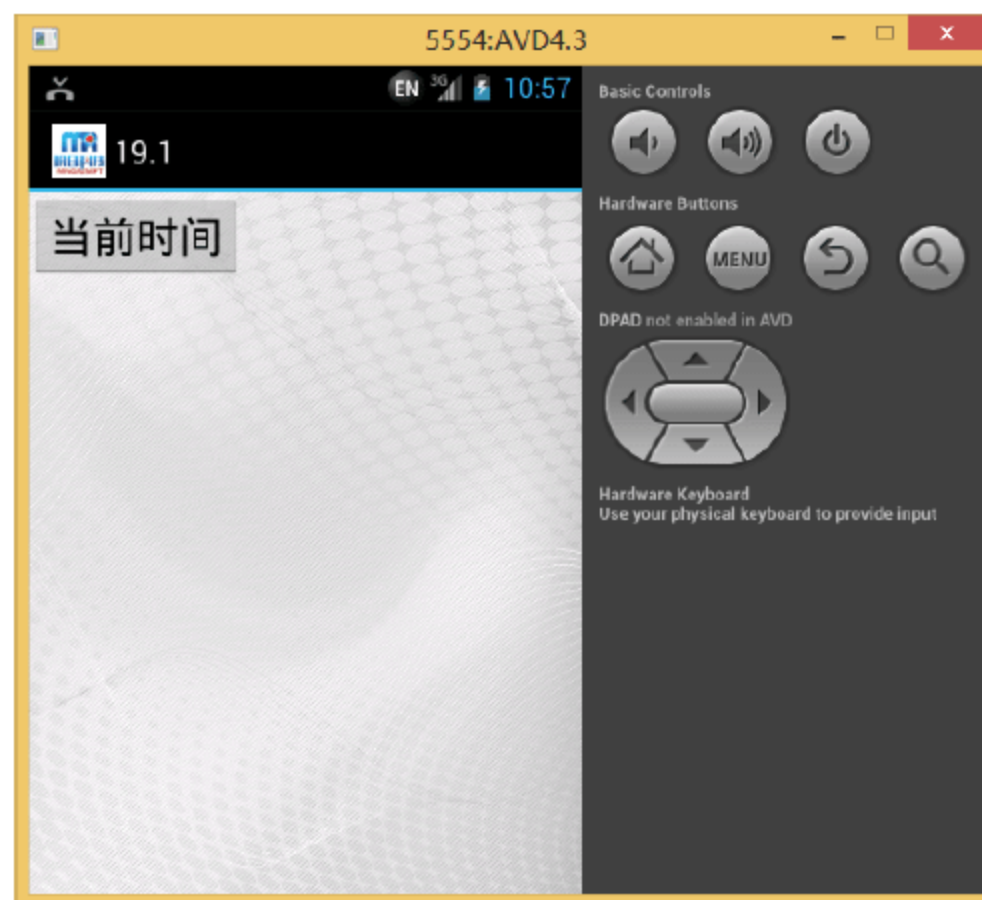 5554:AVD4.3
EN 3G 10:57
19.1
当前时间
Basic Controls
Hardware Buttons
MENU
DPAD not enabled in AVD
Hardware Keyboard
Use your physical keyboard to provide input